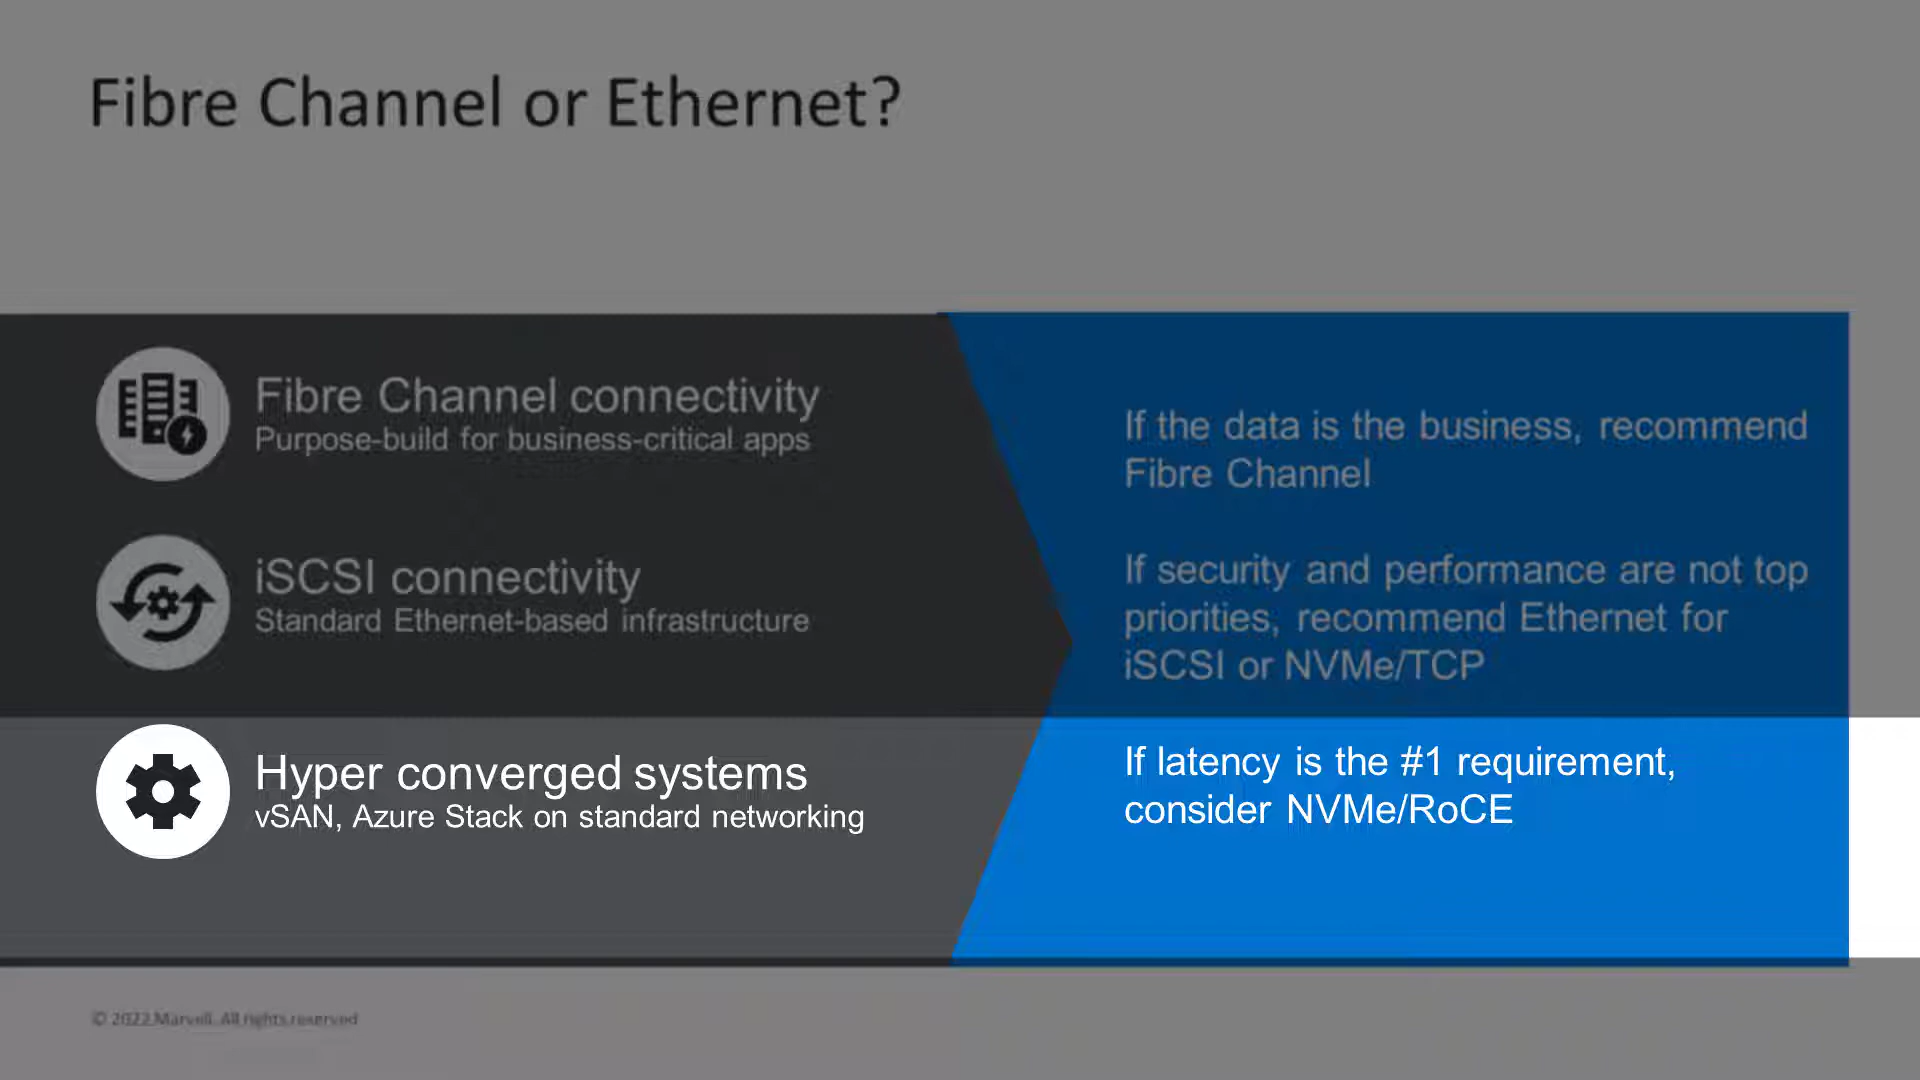 Fibre Channel or Ethernet?
Fibre Channel connectivity
Purpose-build for business-critical apps
If the data is the business, recommend
Fibre Channel
iSCSI connectivity
Standard Ethernet-based infrastructure
If security and performance are not top
priorities, recommend Ethernet for
iSCSI or NVMe/TCP
Hyper converged systems
vSAN, Azure Stack on standard networking
If latency is the #1 requirement,
consider NVMe/RoCE
© 2022 Marvell. All rights reserved